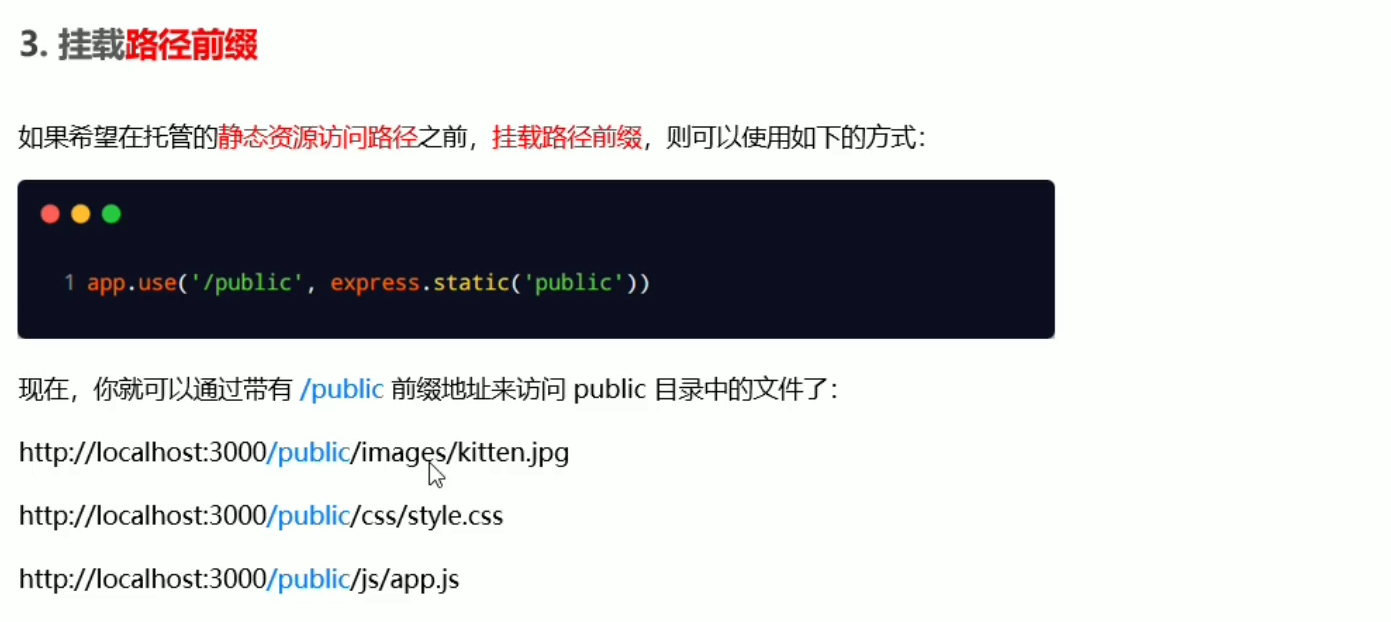 3. 挂载路径前缀
如果希望在托管的静态资源访问路径之前，挂载路径前缀，则可以使用如下的方式：
1 app.use('/public', express.static('public'))
现在，你就可以通过带有 /public 前缀地址来访问 public 目录中的文件了：
http://localhost:3000/public/images/kitten.jpg
http://localhost:3000/public/css/style.css
http://localhost:3000/public/js/app.js